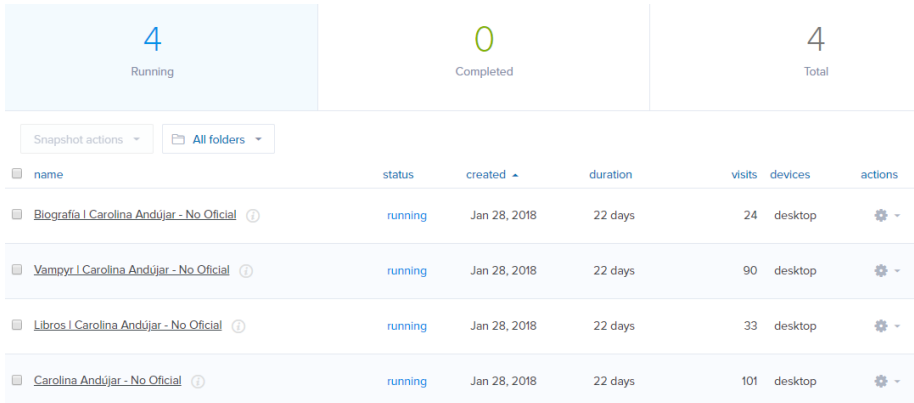 4 0 4
Running Completed Total
Snapshot actions All folders
name status created duration visits devices actions
Biografía | Carolina Andújar - No Oficial running Jan 28, 2018 22 days 24 desktop
Vampyr | Carolina Andújar - No Oficial running Jan 28, 2018 22 days 90 desktop
Libros | Carolina Andújar - No Oficial running Jan 28, 2018 22 days 33 desktop
Carolina Andújar - No Oficial running Jan 28, 2018 22 days 101 desktop